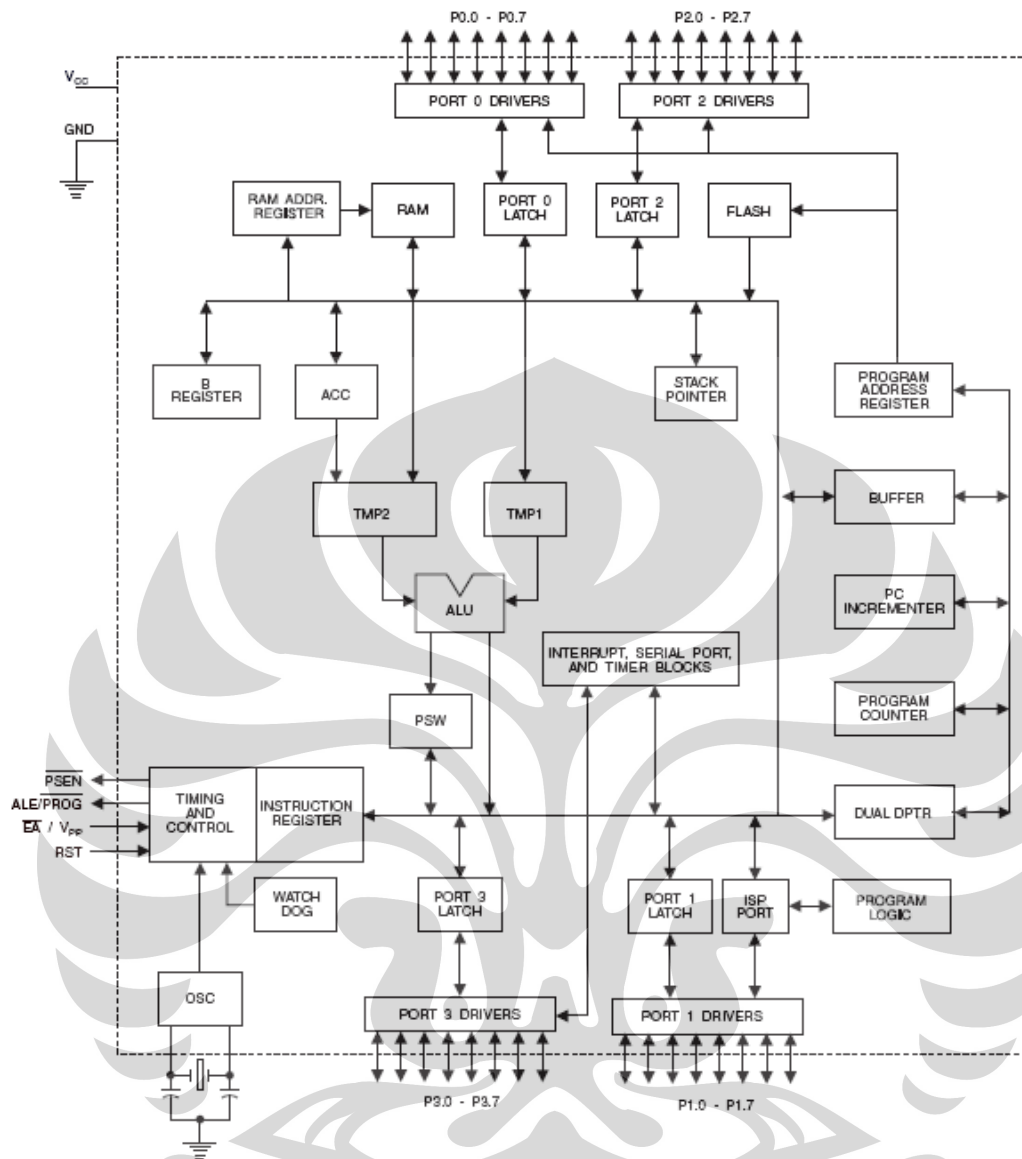 P0.0 - P0.7
P2.0 - P2.7
VCC
PORT 0 DRIVERS
PORT 2 DRIVERS
GND
RAM ADDR.
REGISTER
RAM
PORT 0
LATCH
PORT 2
LATCH
FLASH
B
REGISTER
ACC
STACK
POINTER
PROGRAM
ADDRESS
REGISTER
BUFFER
TMP2
TMP1
ALU
PC
INCREMENTER
INTERRUPT, SERIAL PORT,
AND TIMER BLOCKS
PROGRAM
COUNTER
PSW
PSEN
ALE/PROG
EA / VPP
RST
TIMING
AND
CONTROL
INSTRUCTION
REGISTER
DUAL DPTR
WATCH
DOG
PORT 3
LATCH
PORT 1
LATCH
ISP
PORT
PROGRAM
LOGIC
OSC
PORT 3 DRIVERS
PORT 1 DRIVERS
P3.0 - P3.7
P1.0 - P1.7